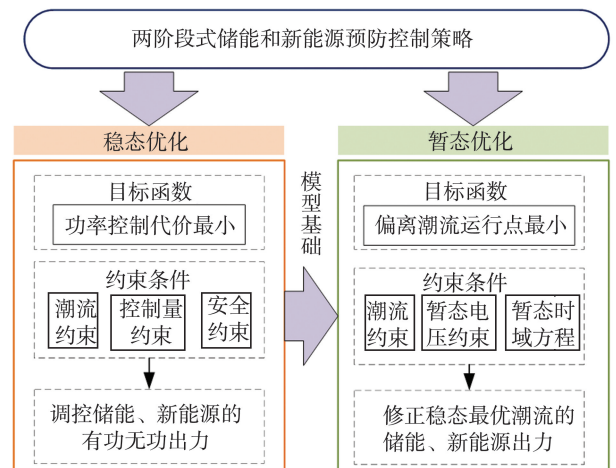 两阶段式储能和新能源预防控制策略
稳态优化
目标函数
功率控制代价最小
约束条件
潮流
约束
控制量
约束
安全
约束
调控储能、新能源的
有功无功出力
模型基础
暂态优化
目标函数
偏离潮流运行点最小
约束条件
潮流
约束
暂态电
压约束
暂态时
域方程
修正稳态最优潮流的
储能、新能源出力